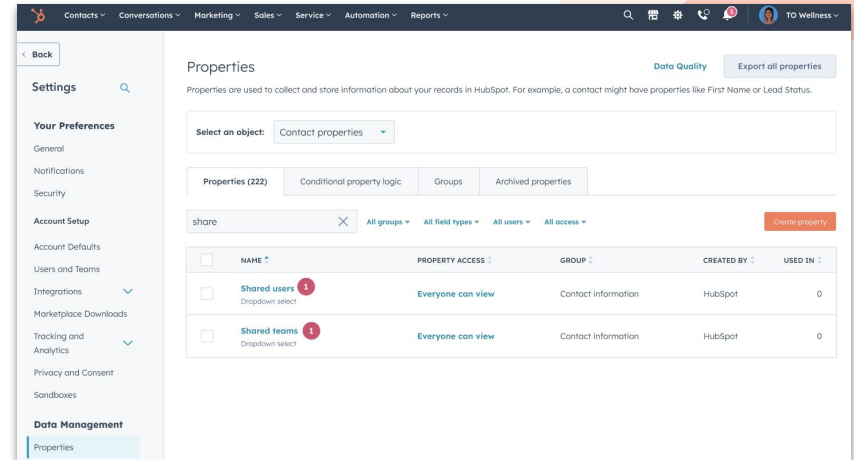 Contacts Conversations Marketing Sales Service Automation Reports 1 TO Wellness
Back
Settings
Your Preferences
General
Notifications
Security
Account Setup
Account Defaults
Users and Teams
Integrations
Marketplace Downloads
Tracking and
Analytics
Privacy and Consent
Sandboxes
Data Management
Properties
Properties
Data Quality Export all properties
Properties are used to collect and store information about your records in HubSpot. For example, a contact might have properties like First Name or Lead Status.
Select an object: Contact properties
Properties (222) Conditional property logic Groups Archived properties
share All groups All field types All users All access Create property
NAME PROPERTY ACCESS GROUP CREATED BY USED IN
Shared users 1 Everyone can view Contact information HubSpot 0
Dropdown select
Shared teams 1 Everyone can view Contact information HubSpot 0
Dropdown select